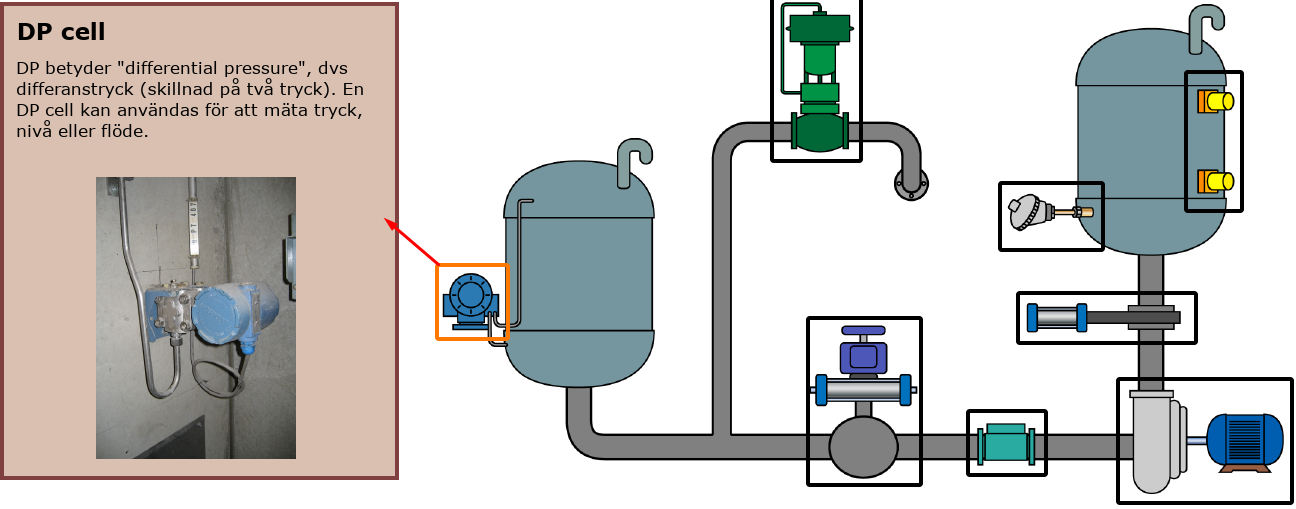 DP cell
DP betyder "differential pressure", dvs
differanstryck (skillnad på två tryck). En
DP cell kan användas för att mäta tryck,
nivå eller flöde.